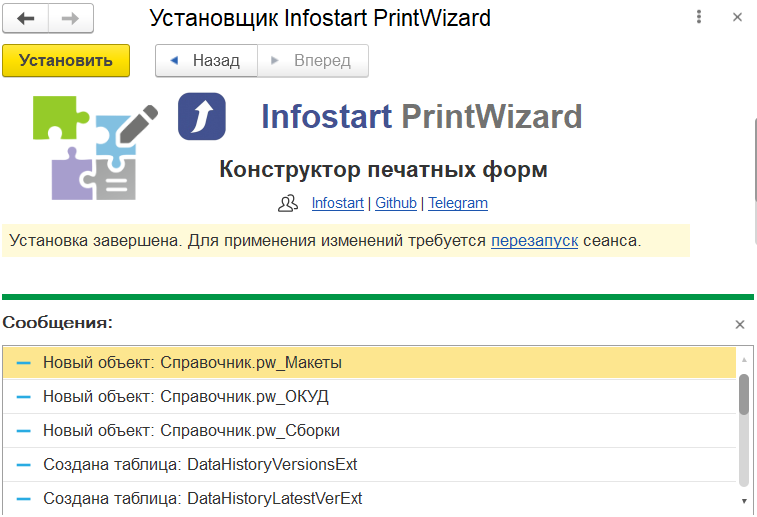 Установщик Infostart PrintWizard
Установить Назад Вперед
Infostart PrintWizard
Конструктор печатных форм
Infostart | Github | Telegram
Установка завершена. Для применения изменений требуется перезапуск сеанса.
Сообщения:
Новый объект: Справочник.pw_Макеты
Новый объект: Справочник.pw_ОКУД
Новый объект: Справочник.pw_Сборки
Создана таблица: DataHistoryVersionsExt
Создана таблица: DataHistoryLatestVerExt